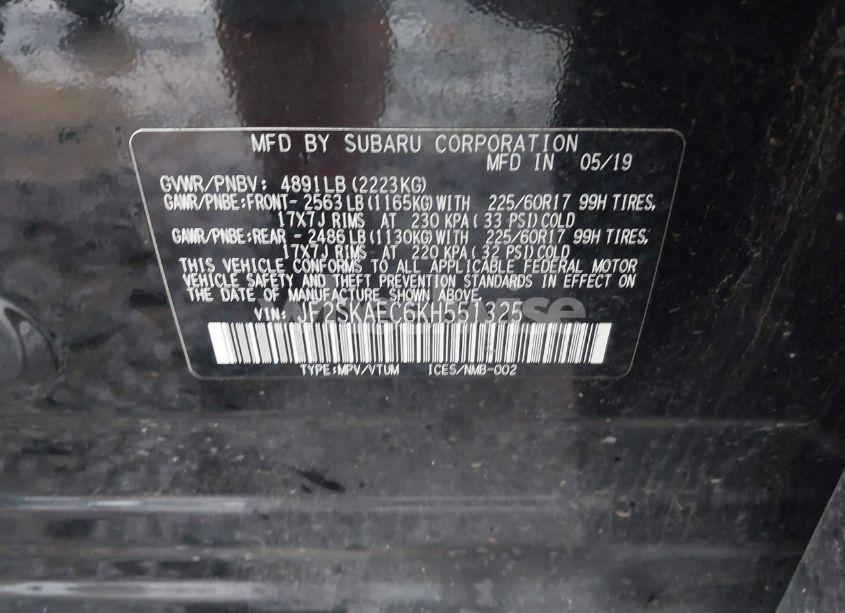 MFD BY SUBARU CORPORATION
MFD IN 05/19
GVWR/PNBV: 4891LB (2223KG)
GAWR/PNBE:FRONT- 2563LB (1165KG)WITH 225/60R17 99H TIRES,
17X7J RIMS AT 230 KPA( 33 PSI)COLD
GAWR/PNBE:REAR - 2486LB(1130KG)WITH 225/60R17 99H TIRES,
17X7J RIMS AT 220 KPA( 32 PSI)COLD
THIS VEHICLE CONFORMS TO ALL APPLICABLE FEDERAL MOTOR
VEHICLE SAFETY AND THEFT PREVENTION STANDARDS IN EFFECT ON
THE DATE OF MANUFACTURE SHOWN ABOVE.
VIN: JF2SKAEC6KH551325
TYPE:MPV/VTUM ICES/NMB-002